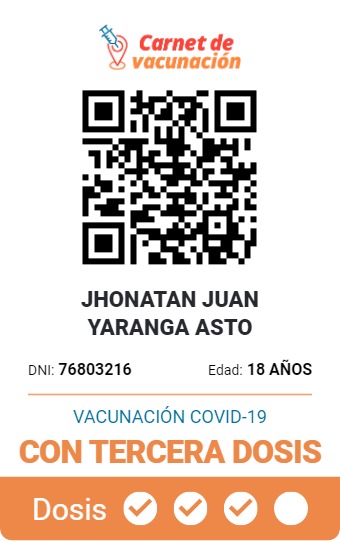 Carnet de
vacunación
JHONATAN JUAN
YARANGA ASTO
DNI: 76803216
Edad: 18 AÑOS
VACUNACIÓN COVID-19
CON TERCERA DOSIS
Dosis